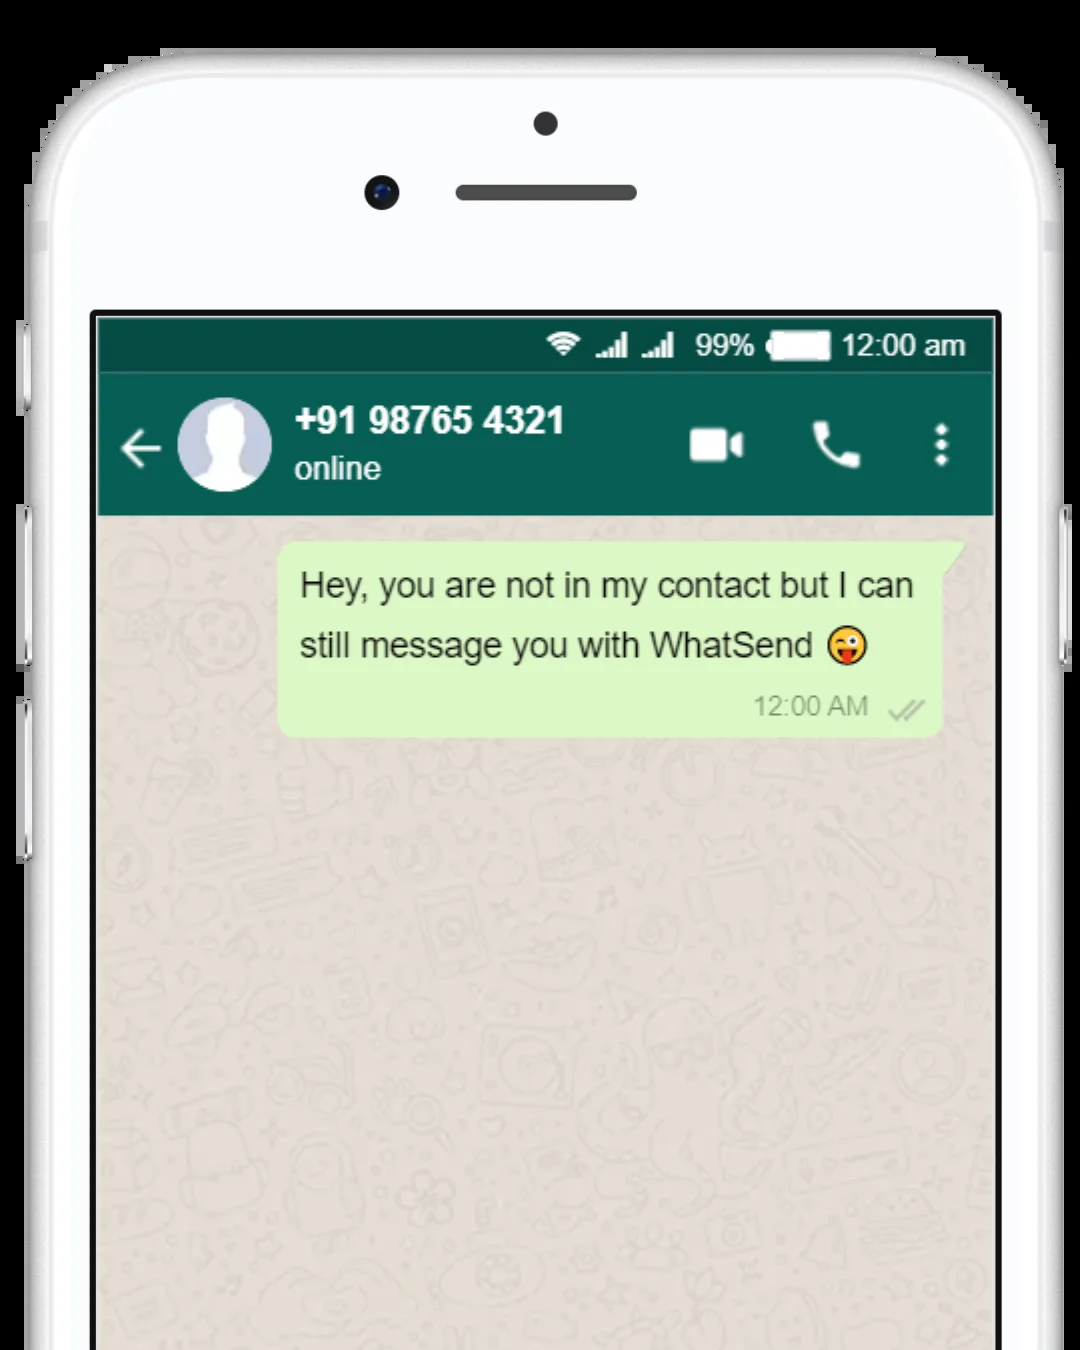 99% 12:00 am
+91 98765 4321
online
Hey, you are not in my contact but I can
still message you with WhatSend 😜
12:00 AM